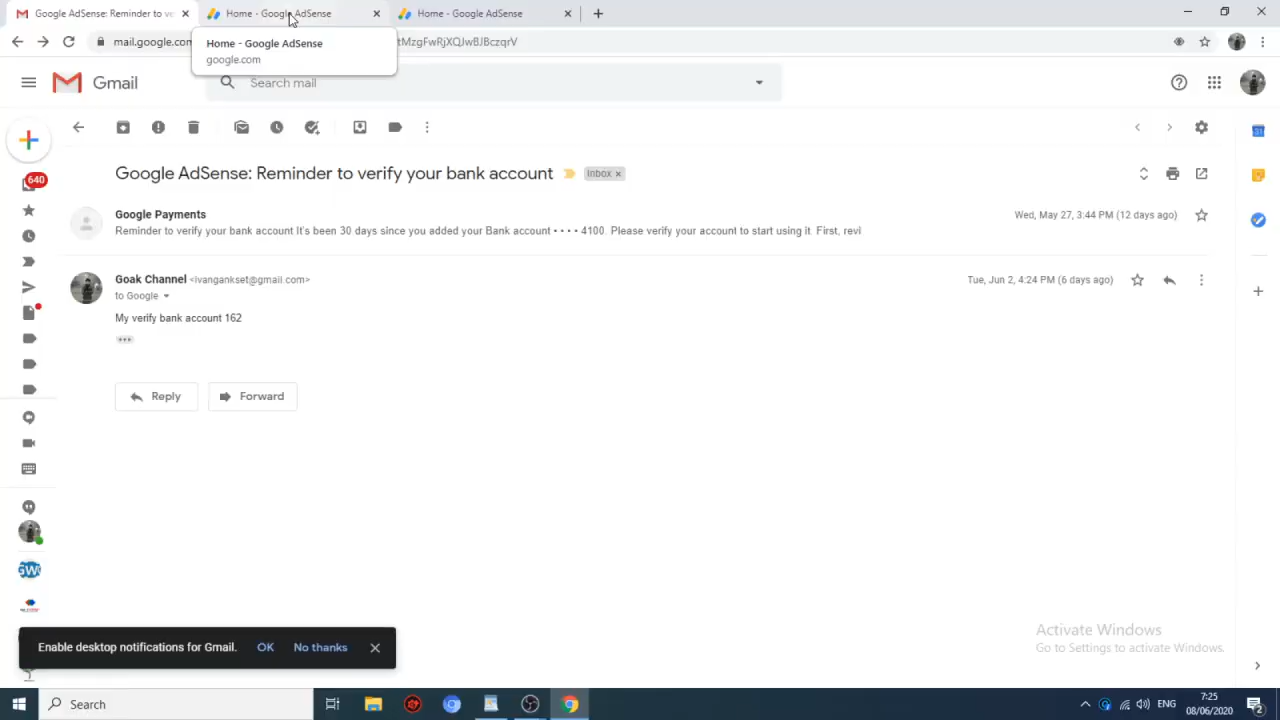 Google AdSense: Reminder to ve
Home - Google AdSense
Home - Google AdSense
mail.google.con
tMzgFwRjXQJwBJBczqrV
Home - Google AdSense
google.com
Gmail
Search mail
640
Google AdSense: Reminder to verify your bank account
Inbox x
Google Payments
Wed, May 27, 3:44 PM (12 days ago)
Reminder to verify your bank account It's been 30 days since you added your Bank account • • • • 4100. Please verify your account to start using it. First, revi
Goak Channel <ivangankset@gmail.com>
Tue, Jun 2, 4:24 PM (6 days ago)
to Google
My verify bank account 162
Reply
Forward
Enable desktop notifications for Gmail.
OK
No thanks
Activate Windows
Go to Settings to activate Windows.
Search
ENG
7:25
08/06/2020
2